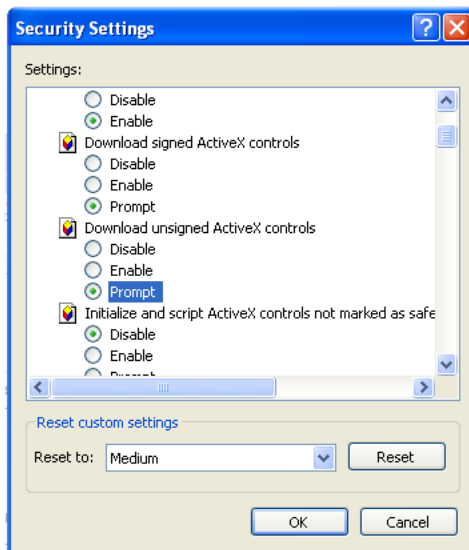 Security Settings
Settings:
Disable
Enable
Download signed ActiveX controls
Disable
Enable
Prompt
Download unsigned ActiveX controls
Disable
Enable
Prompt
Initialize and script ActiveX controls not marked as safe
Disable
Enable
Prompt
Reset custom settings
Reset to: Medium Reset
OK Cancel